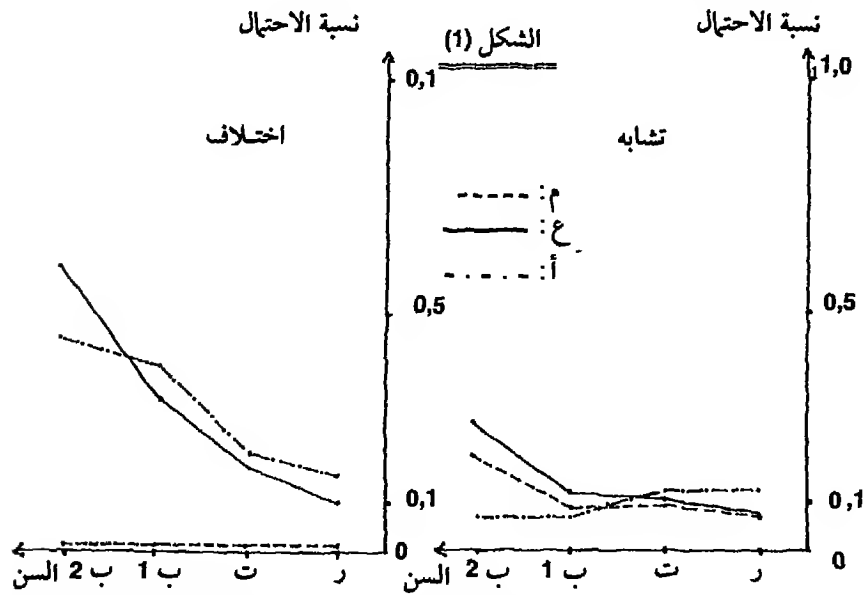 نسبة الاحتمال
الشكل (1)
نسبة الاحتمال
1,0
0,1
تشابه
اختلاف
م:
ع:
أ:
0,5
0,5
0,1
0,1
0
0
ر ت ب 1 ب 2 السن
ر ت ب 1 ب 2 السن